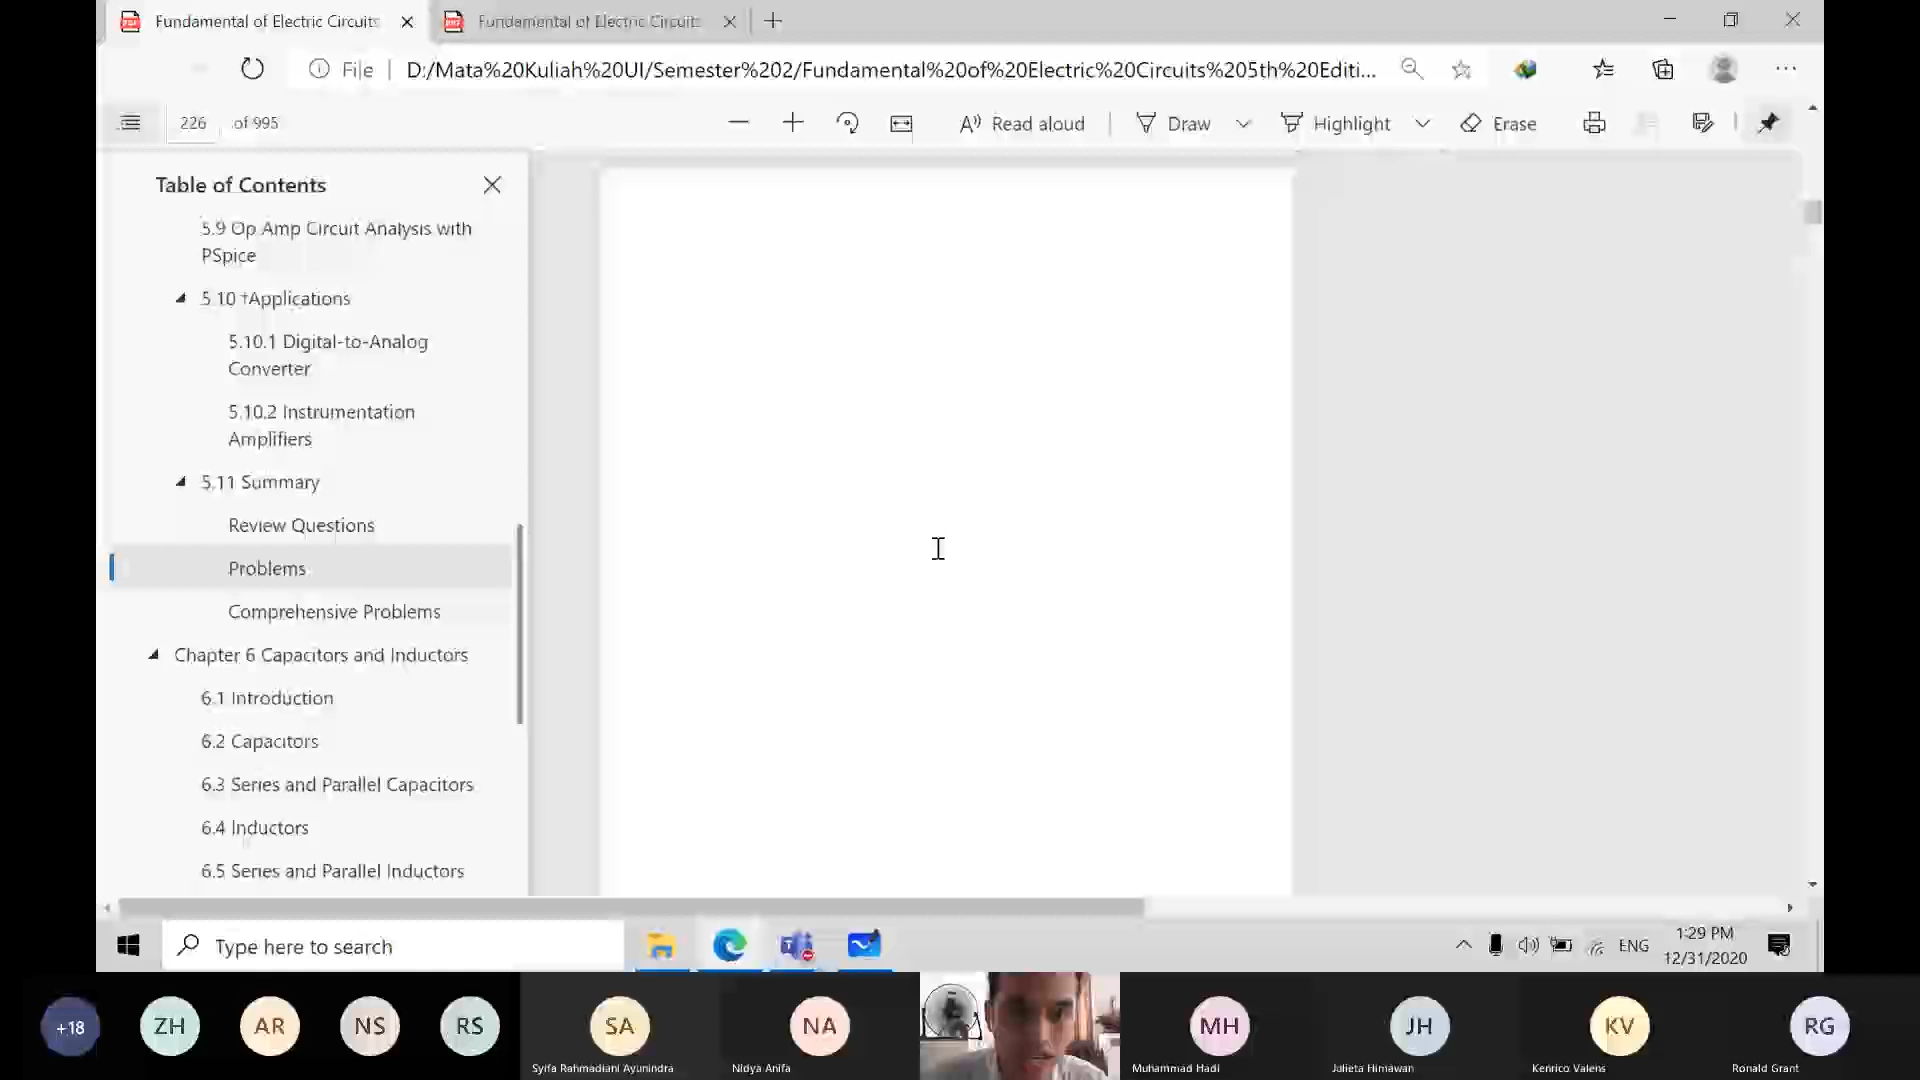 Fundamental of Electric Circuits
Fundamental of Electric Circuits
File
D:/Mata%20Kuliah%20UI/Semester%202/Fundamental%20of%20Electric%20Circuits%205th%20Editi...
226 of 995
Read aloud
Draw
Highlight
Erase
Table of Contents
5.9 Op Amp Circuit Analysis with
PSpice
5.10 †Applications
5.10.1 Digital-to-Analog
Converter
5.10.2 Instrumentation
Amplifiers
5.11 Summary
Review Questions
Problems
Comprehensive Problems
Chapter 6 Capacitors and Inductors
6.1 Introduction
6.2 Capacitors
6.3 Series and Parallel Capacitors
6.4 Inductors
6.5 Series and Parallel Inductors
Type here to search
ENG
1:29 PM
12/31/2020
+18
ZH
AR
NS
RS
SA
NA
MH
JH
KV
RG
Syifa Rahmadiani Ayunindra
Nidya Anifa
Muhammad Hadi
Julieta Himawan
Kenrico Valens
Ronald Grant